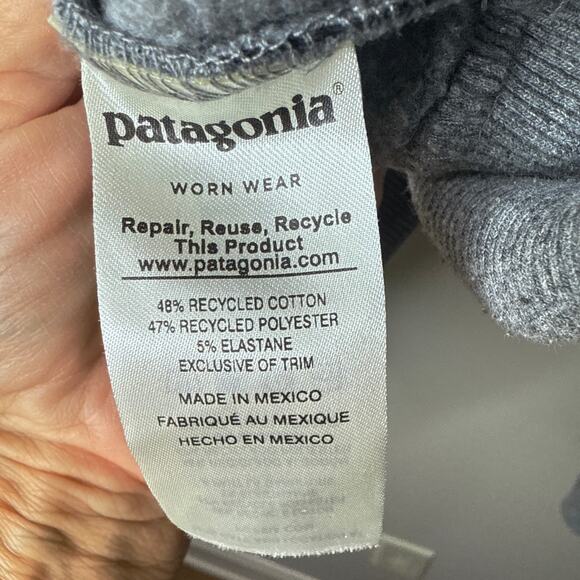 patagonia®
WORN WEAR
Repair, Reuse, Recycle
This Product
www.patagonia.com
48% RECYCLED COTTON
47% RECYCLED POLYESTER
5% ELASTANE
EXCLUSIVE OF TRIM
MADE IN MEXICO
FABRIQUÉ AU MEXIQUE
HECHO EN MEXICO